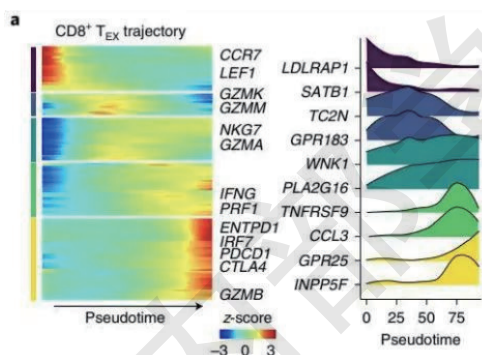 a
CD8⁺ T_EX trajectory
CCR7
LEF1
GZMK
GZMM
NKG7
GZMA
IFNG
PRF1
ENTPD1
IRF7
PDCD1
CTLA4
GZMB
Pseudotime
z-score
−3 0 3
LDLRAP1
SATB1
TC2N
GPR183
WNK1
PLA2G16
TNFRSF9
CCL3
GPR25
INPP5F
0 25 50 75
Pseudotime